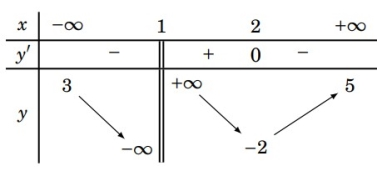 x −∞ 1 2 +∞
y′ − + 0 −
3 +∞ 5
y
−∞ −2